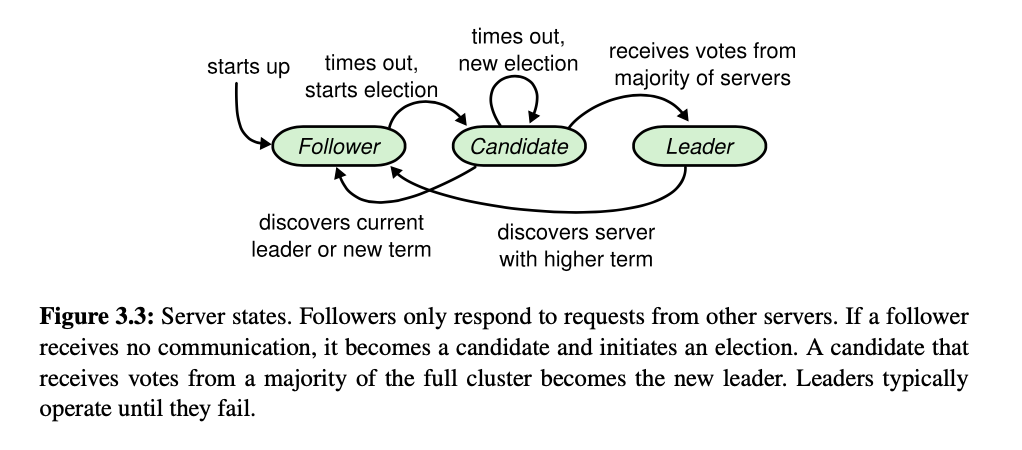 times out,
new election
receives votes from
majority of servers
starts up
times out,
starts election
Follower
Candidate
Leader
discovers current
leader or new term
discovers server
with higher term
Figure 3.3: Server states. Followers only respond to requests from other servers. If a follower
receives no communication, it becomes a candidate and initiates an election. A candidate that
receives votes from a majority of the full cluster becomes the new leader. Leaders typically
operate until they fail.